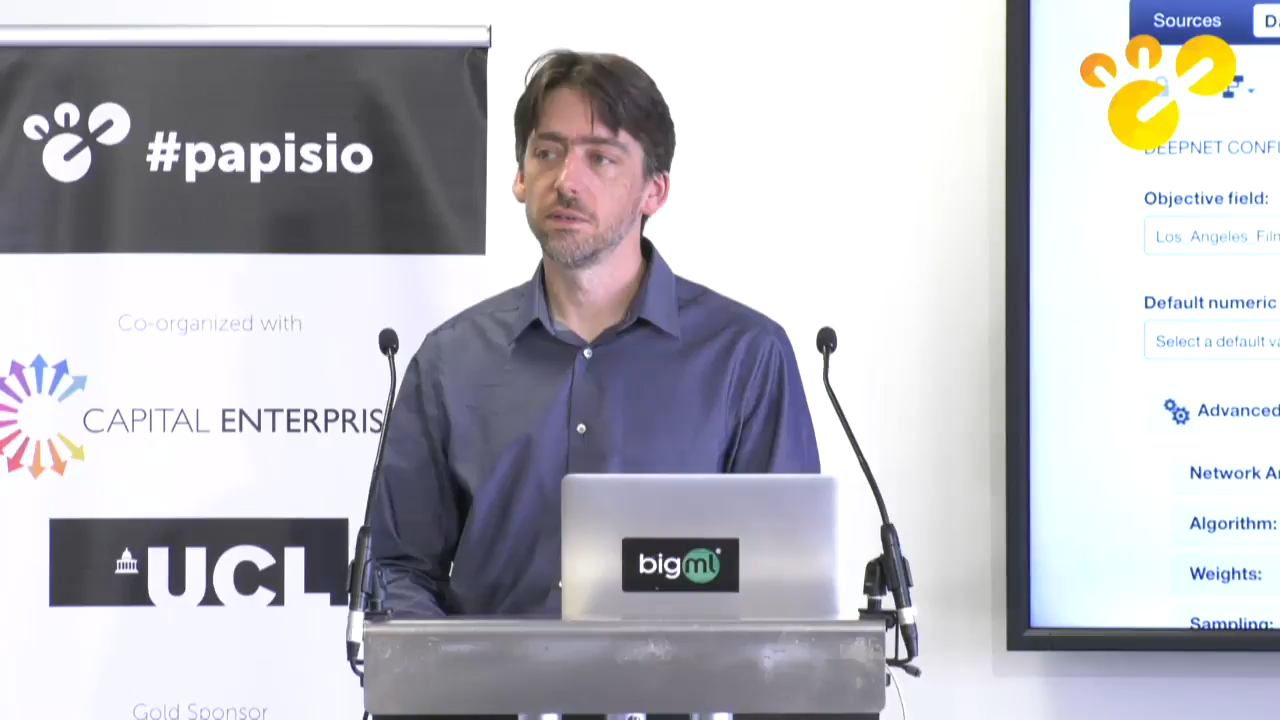 #papisio
Co-organized with
CAPITAL ENTERPRIS
UCL
Gold Sponsor
bigml
Sources
DEEPNET CONFI
Objective field:
Los_Angeles_Film
Default numeric
Select a default va
Advanced
Network Ar
Algorithm:
Weights:
Sampling: